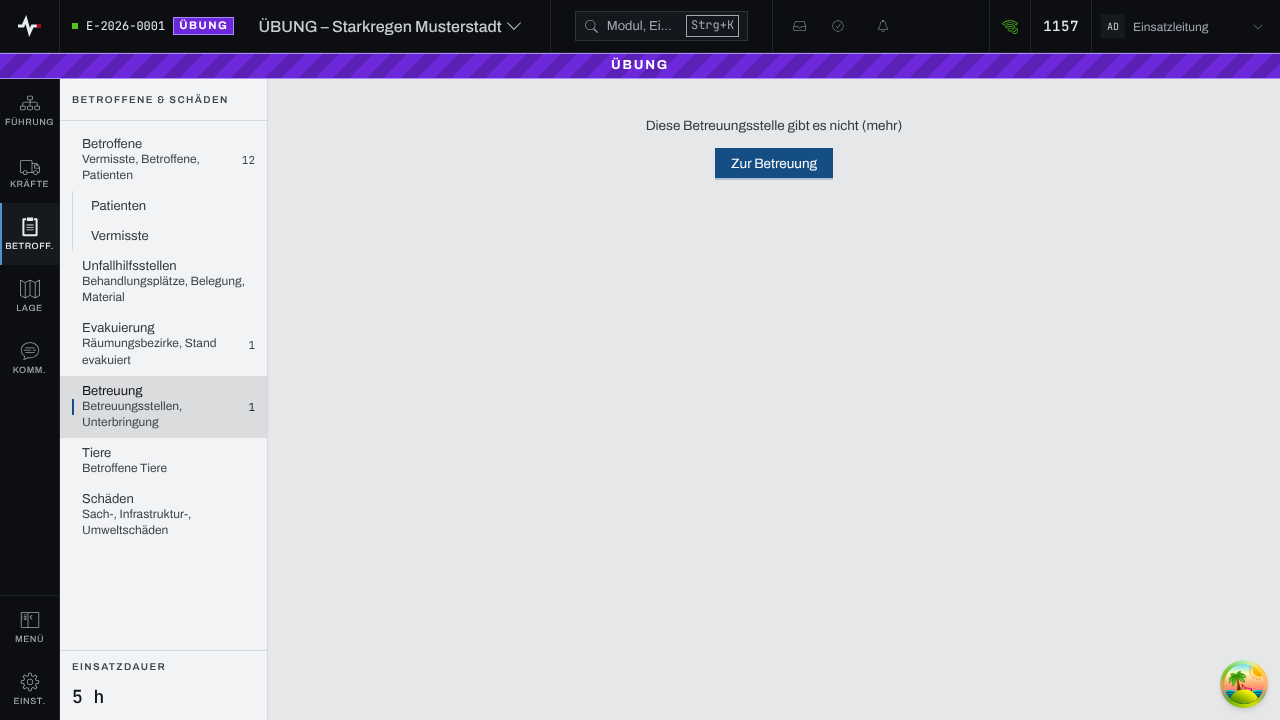 E-2026-0001
ÜBUNG
ÜBUNG – Starkregen Musterstadt
Modul, Ei...
Strg+K
1157
AD
Einsatzleitung
ÜBUNG
FÜHRUNG
KRÄFTE
BETROFF.
LAGE
KOMM.
MENÜ
EINST.
BETROFFENE & SCHÄDEN
Betroffene
Vermisste, Betroffene,
Patienten
12
Patienten
Vermisste
Unfallhilfsstellen
Behandlungsplätze, Belegung,
Material
Evakuierung
Räumungsbezirke, Stand
evakuiert
1
Betreuung
Betreuungsstellen,
Unterbringung
1
Tiere
Betroffene Tiere
Schäden
Sach-, Infrastruktur-,
Umweltschäden
EINSATZDAUER
5 h
Diese Betreuungsstelle gibt es nicht (mehr)
Zur Betreuung